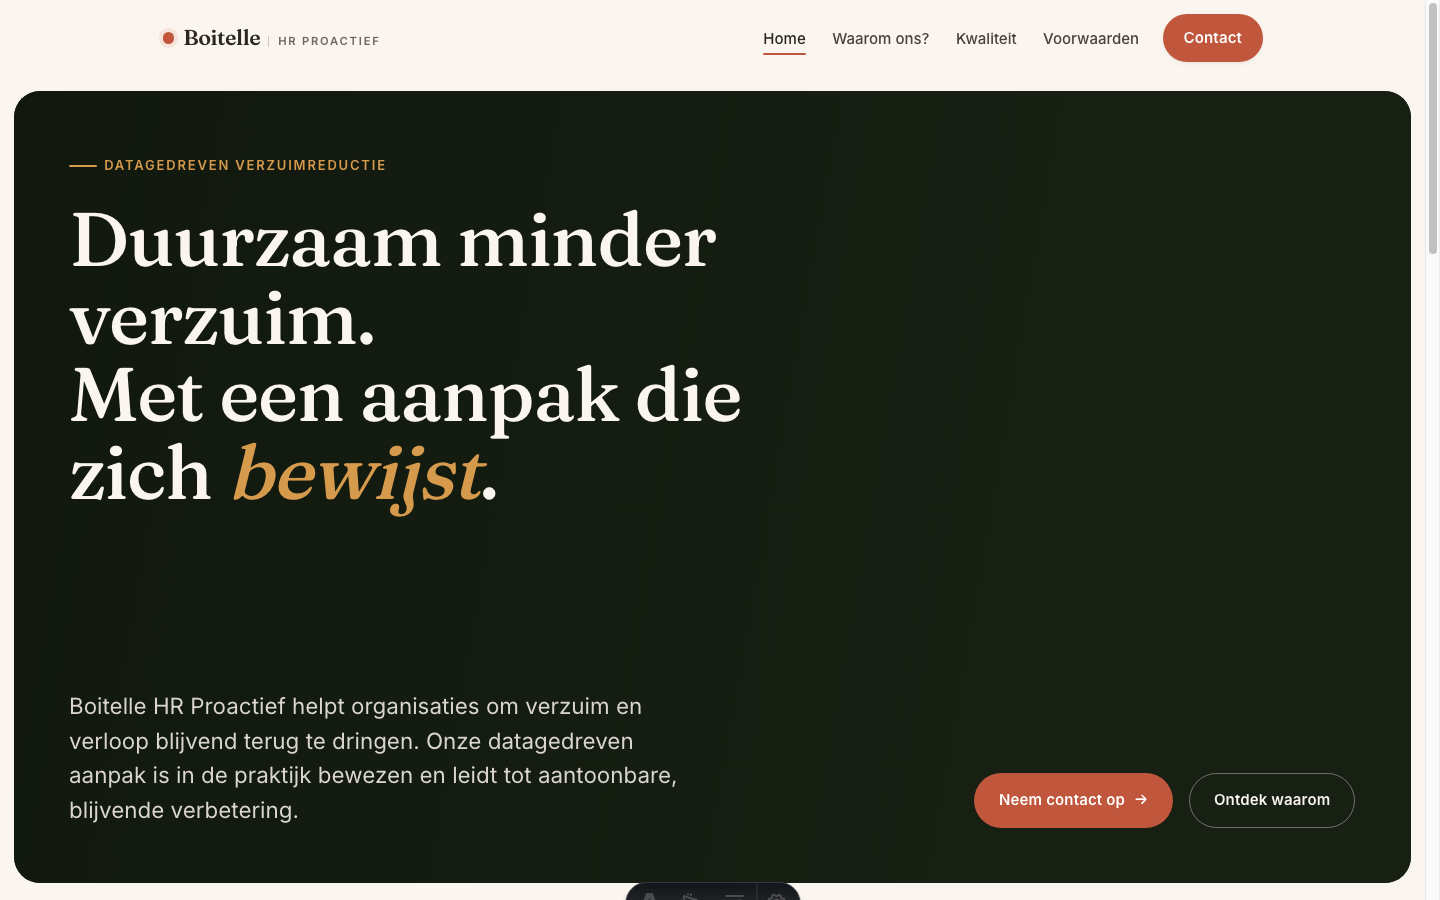 Boitelle | HR PROACTIEF
Home
Waarom ons?
Kwaliteit
Voorwaarden
Contact
DATAGEDREVEN VERZUIMREDUCTIE
Duurzaam minder
verzuim.
Met een aanpak die
zich bewijst.
Boitelle HR Proactief helpt organisaties om verzuim en
verloop blijvend terug te dringen. Onze datagedreven
aanpak is in de praktijk bewezen en leidt tot aantoonbare,
blijvende verbetering.
Neem contact op →
Ontdek waarom